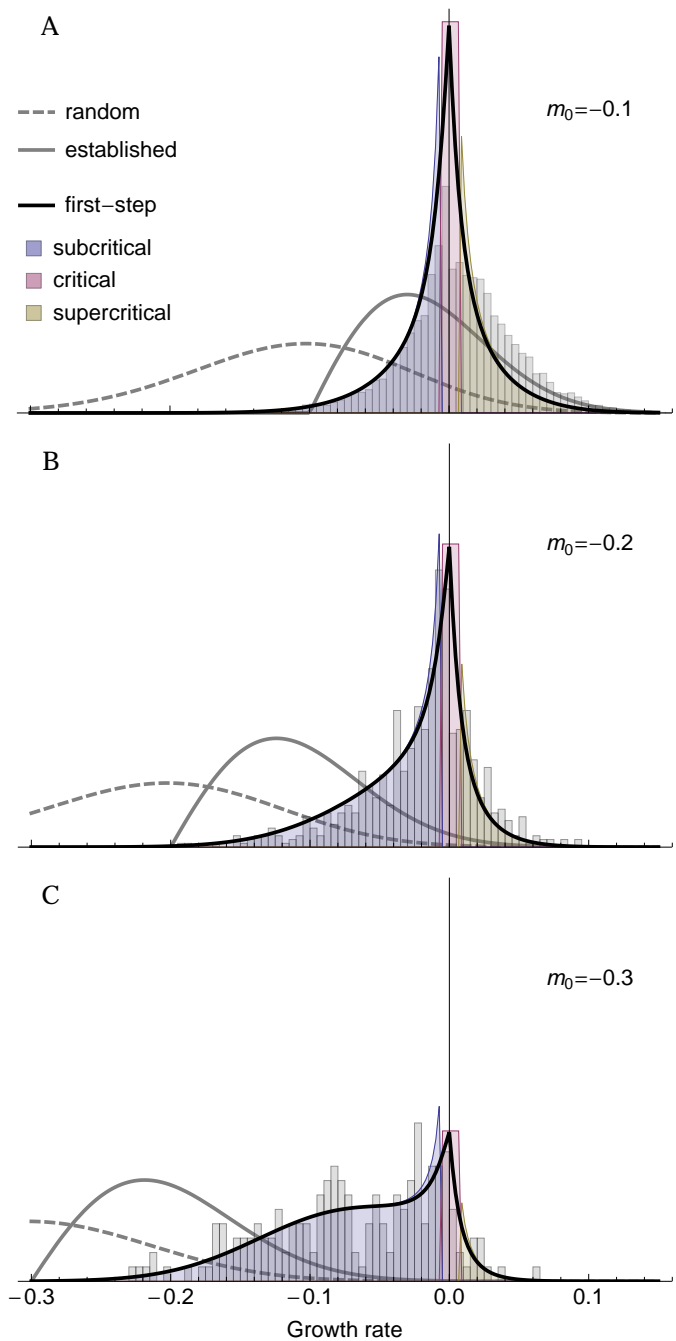 A
random
established
first−step
subcritical
critical
supercritical
m0=−0.1
B
m0=−0.2
C
m0=−0.3
−0.3 −0.2 −0.1 0.0 0.1
Growth rate